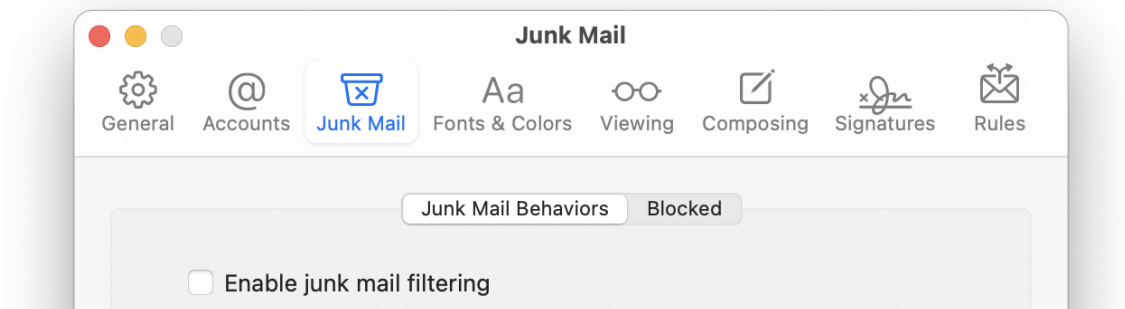 Junk Mail
General Accounts Junk Mail Fonts & Colors Viewing Composing Signatures Rules
Junk Mail Behaviors Blocked
Enable junk mail filtering